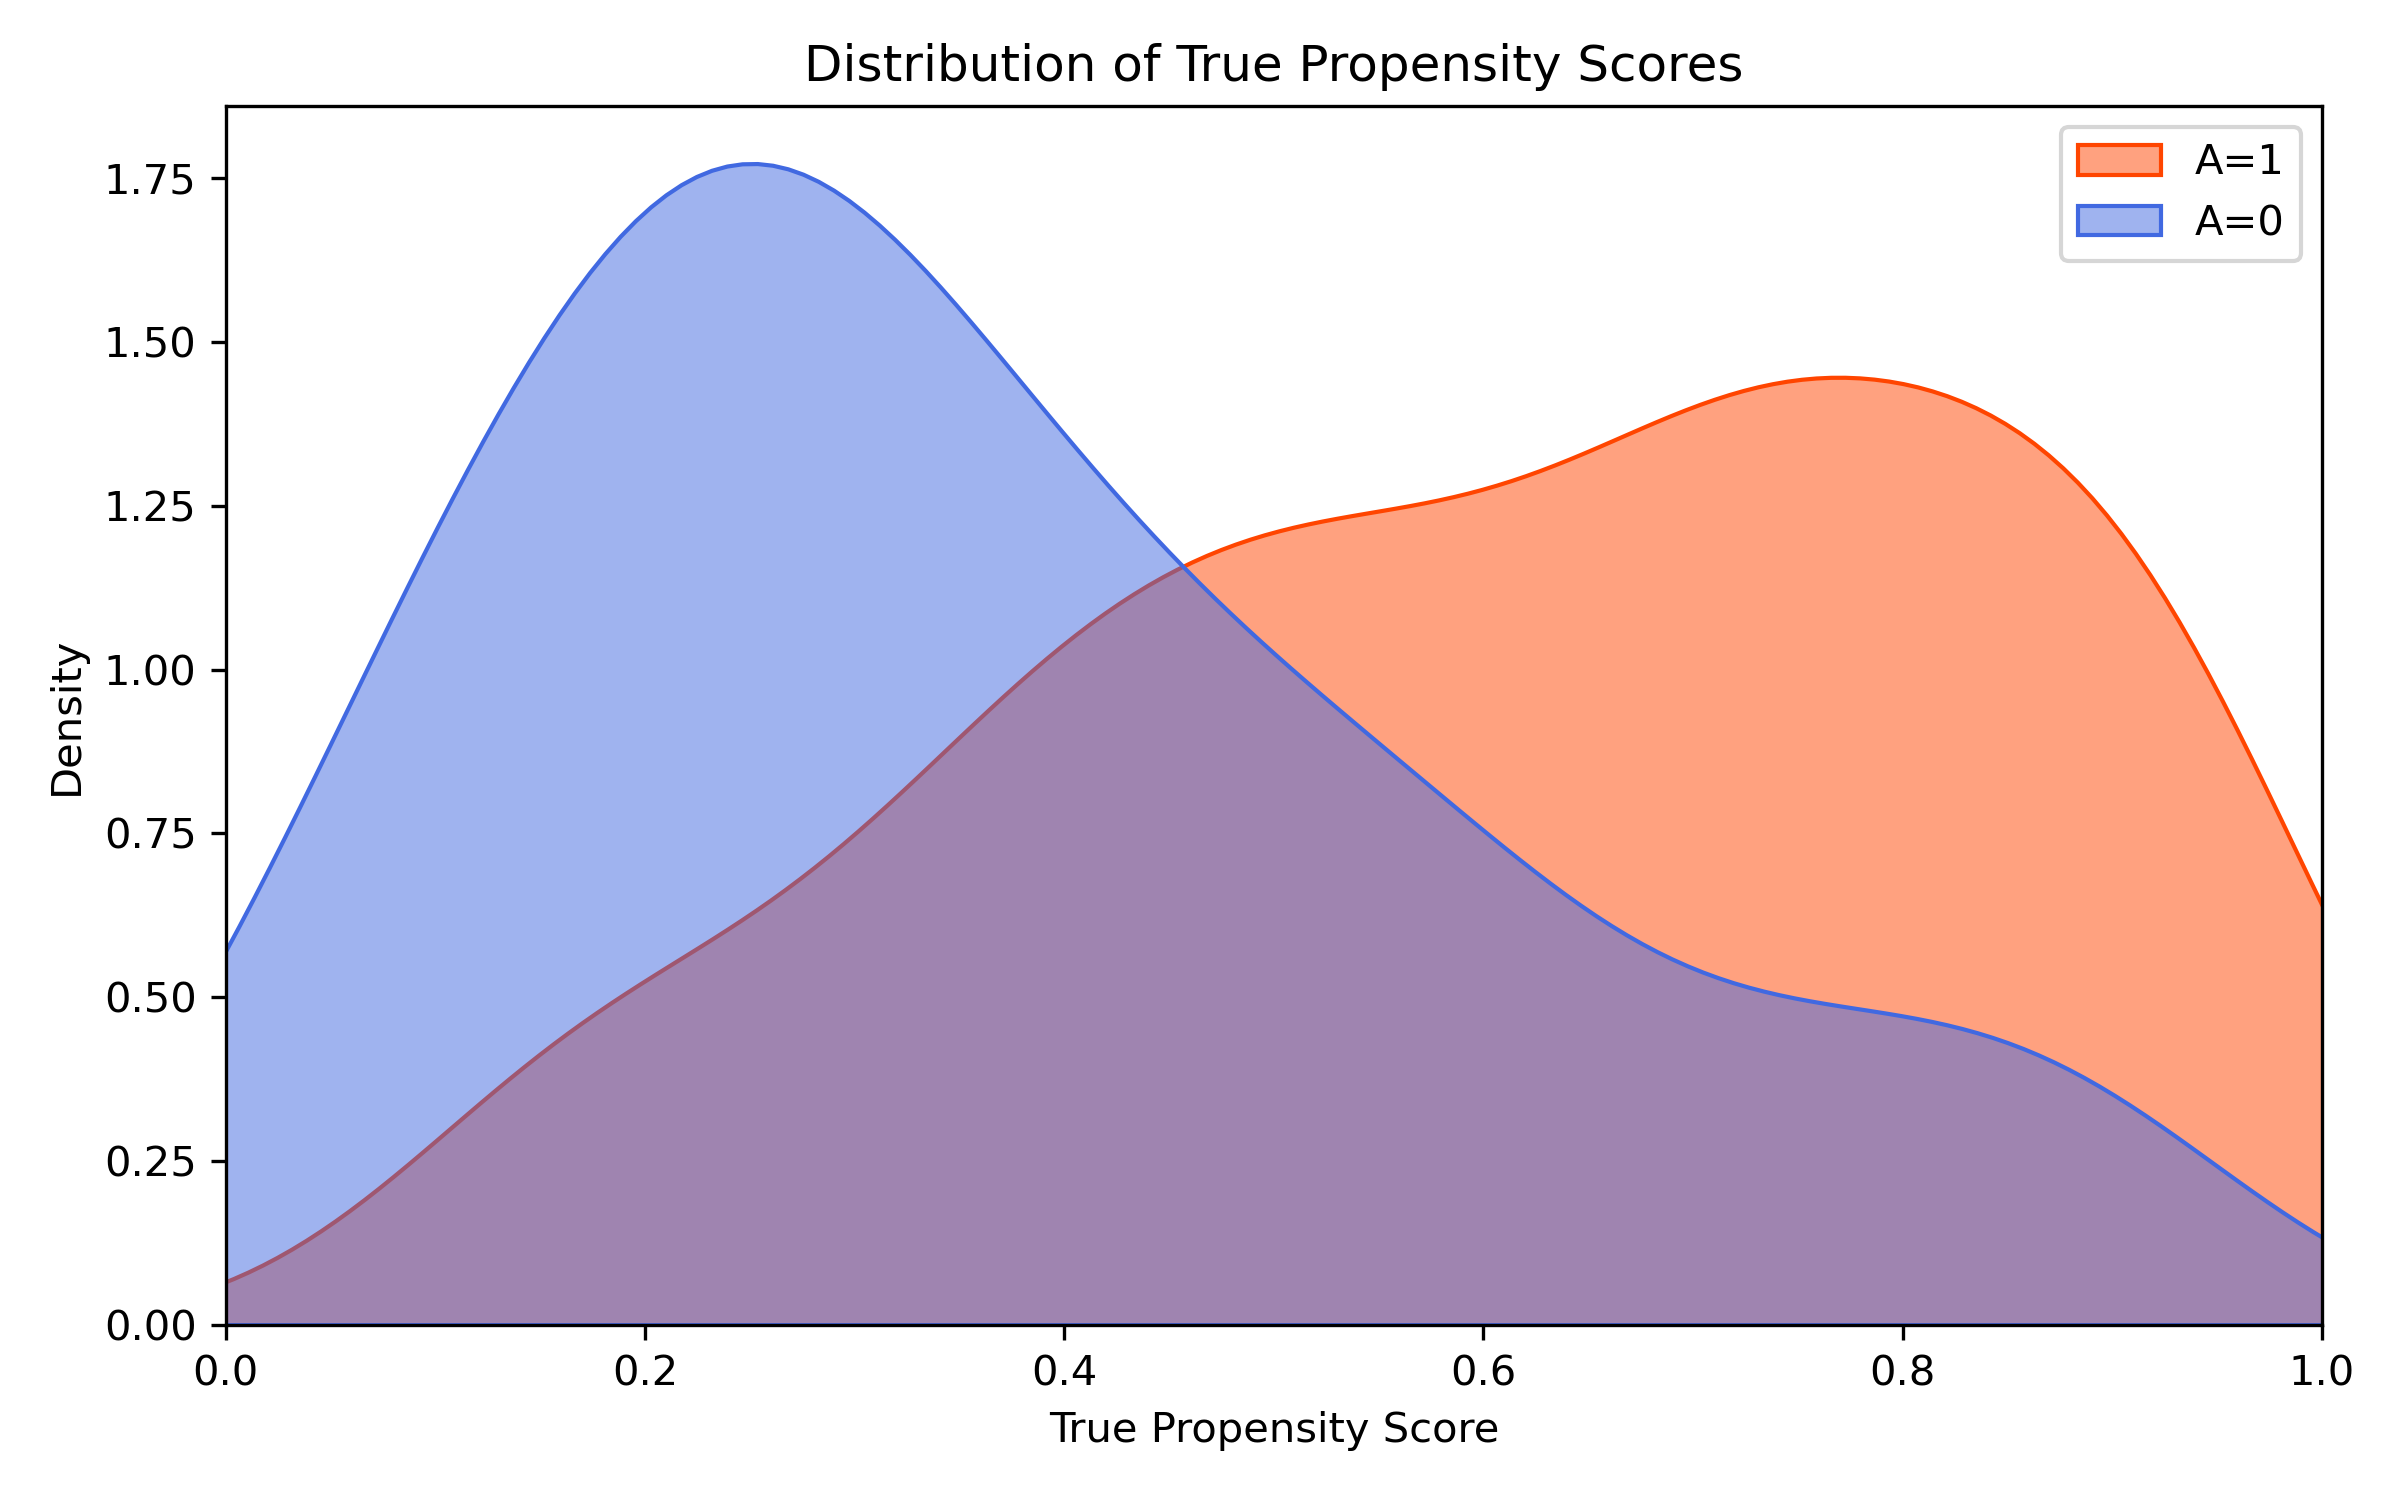 Distribution of True Propensity Scores
A=1
A=0
1.75
1.50
1.25
1.00
0.75
0.50
0.25
0.00
Density
0.0 0.2 0.4 0.6 0.8 1.0
True Propensity Score